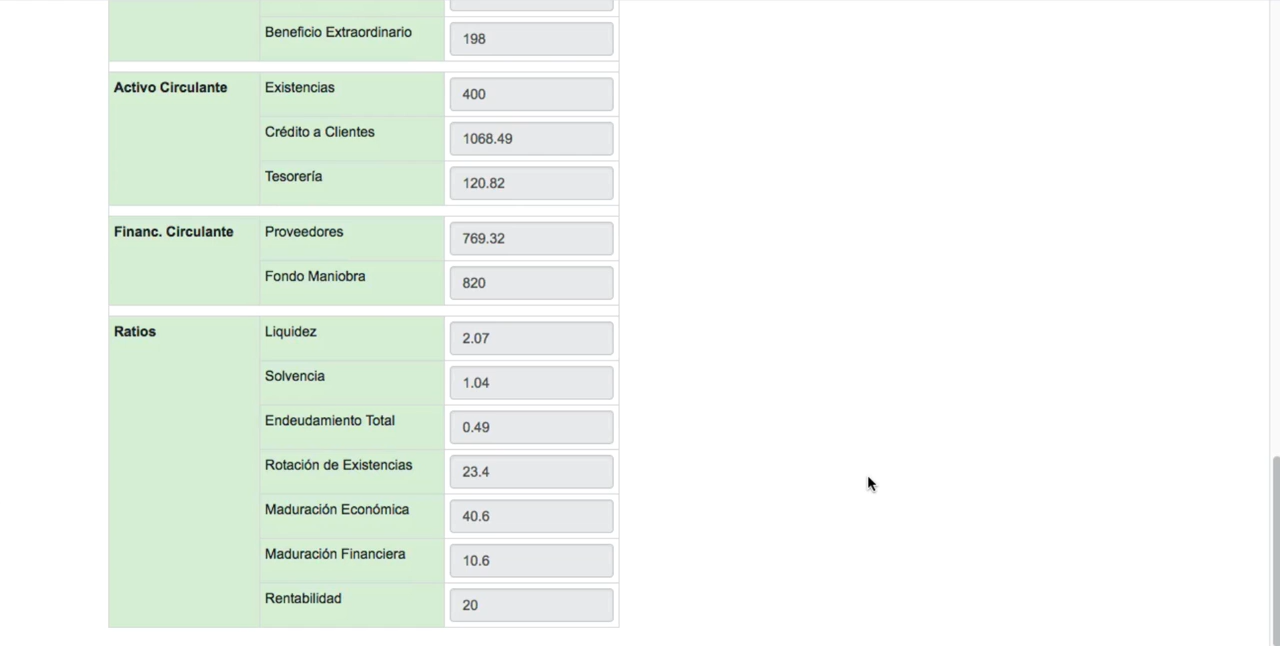 Beneficio Extraordinario 198
Activo Circulante Existencias 400
Crédito a Clientes 1068.49
Tesorería 120.82
Financ. Circulante Proveedores 769.32
Fondo Maniobra 820
Ratios Liquidez 2.07
Solvencia 1.04
Endeudamiento Total 0.49
Rotación de Existencias 23.4
Maduración Económica 40.6
Maduración Financiera 10.6
Rentabilidad 20